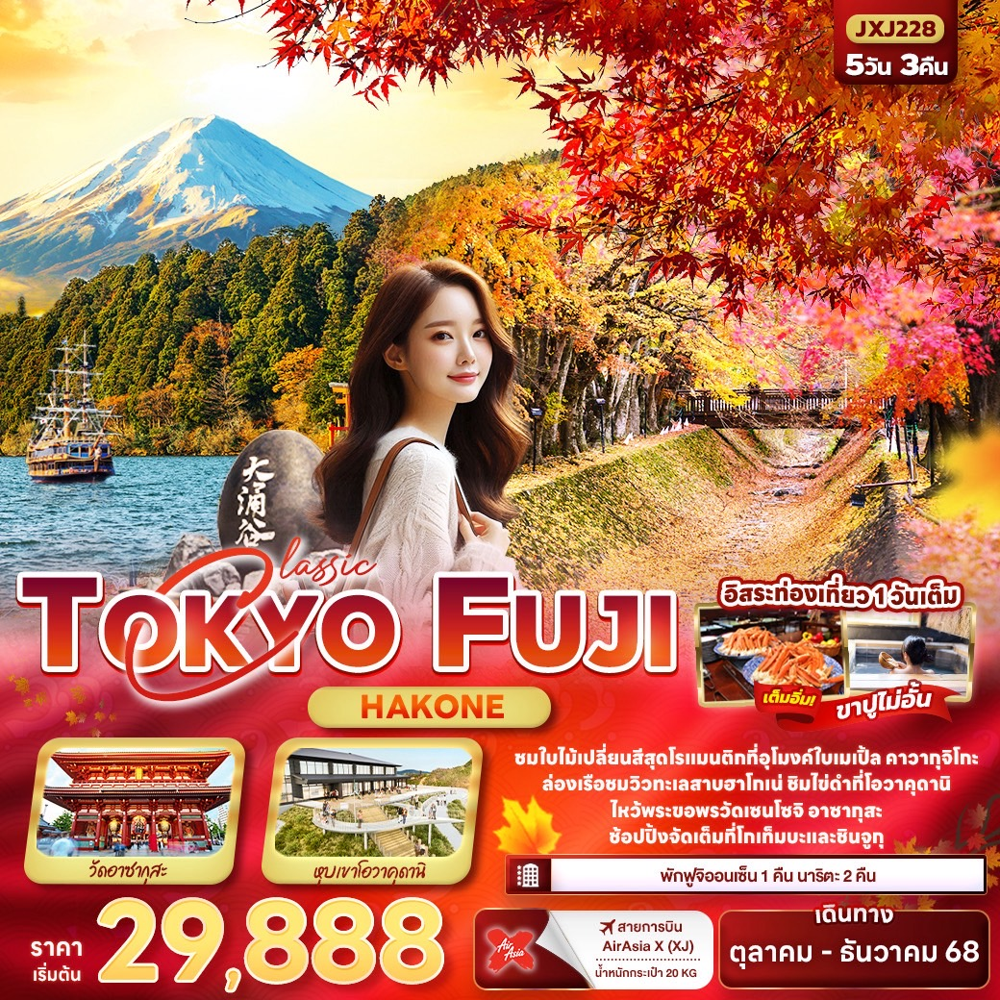 JXJ228
5วัน 3คืน
大涌谷
Classic
TOKYO FUJI
HAKONE
อิสระท่องเที่ยว 1 วันเต็ม
เต็มอิ่ม!
ขาปูไม่อั้น
ชมใบไม้เปลี่ยนสีสุดโรแมนติกที่อุโมงค์ใบเมเปิ้ล คาวากุจิโกะ
ล่องเรือชมวิวทะเลสาบฮาโกเน่ ชิมไข่ดำที่โอวาคุดานิ
ไหว้พระขอพรวัดเซนโซจิ อาซากุสะ
ช้อปปิ้งจัดเต็มที่โกเท็มบะและชินจูกุ
วัดอาซากุสะ
หุบเขาโอวาคุดานิ
พักฟูจิออนเซ็น 1 คืน นาริตะ 2 คืน
ราคา
เริ่มต้น
29,888
Air
Asia
X
สายการบิน
AirAsia X (XJ)
น้ำหนักกระเป๋า 20 KG
เดินทาง
ตุลาคม - ธันวาคม 68